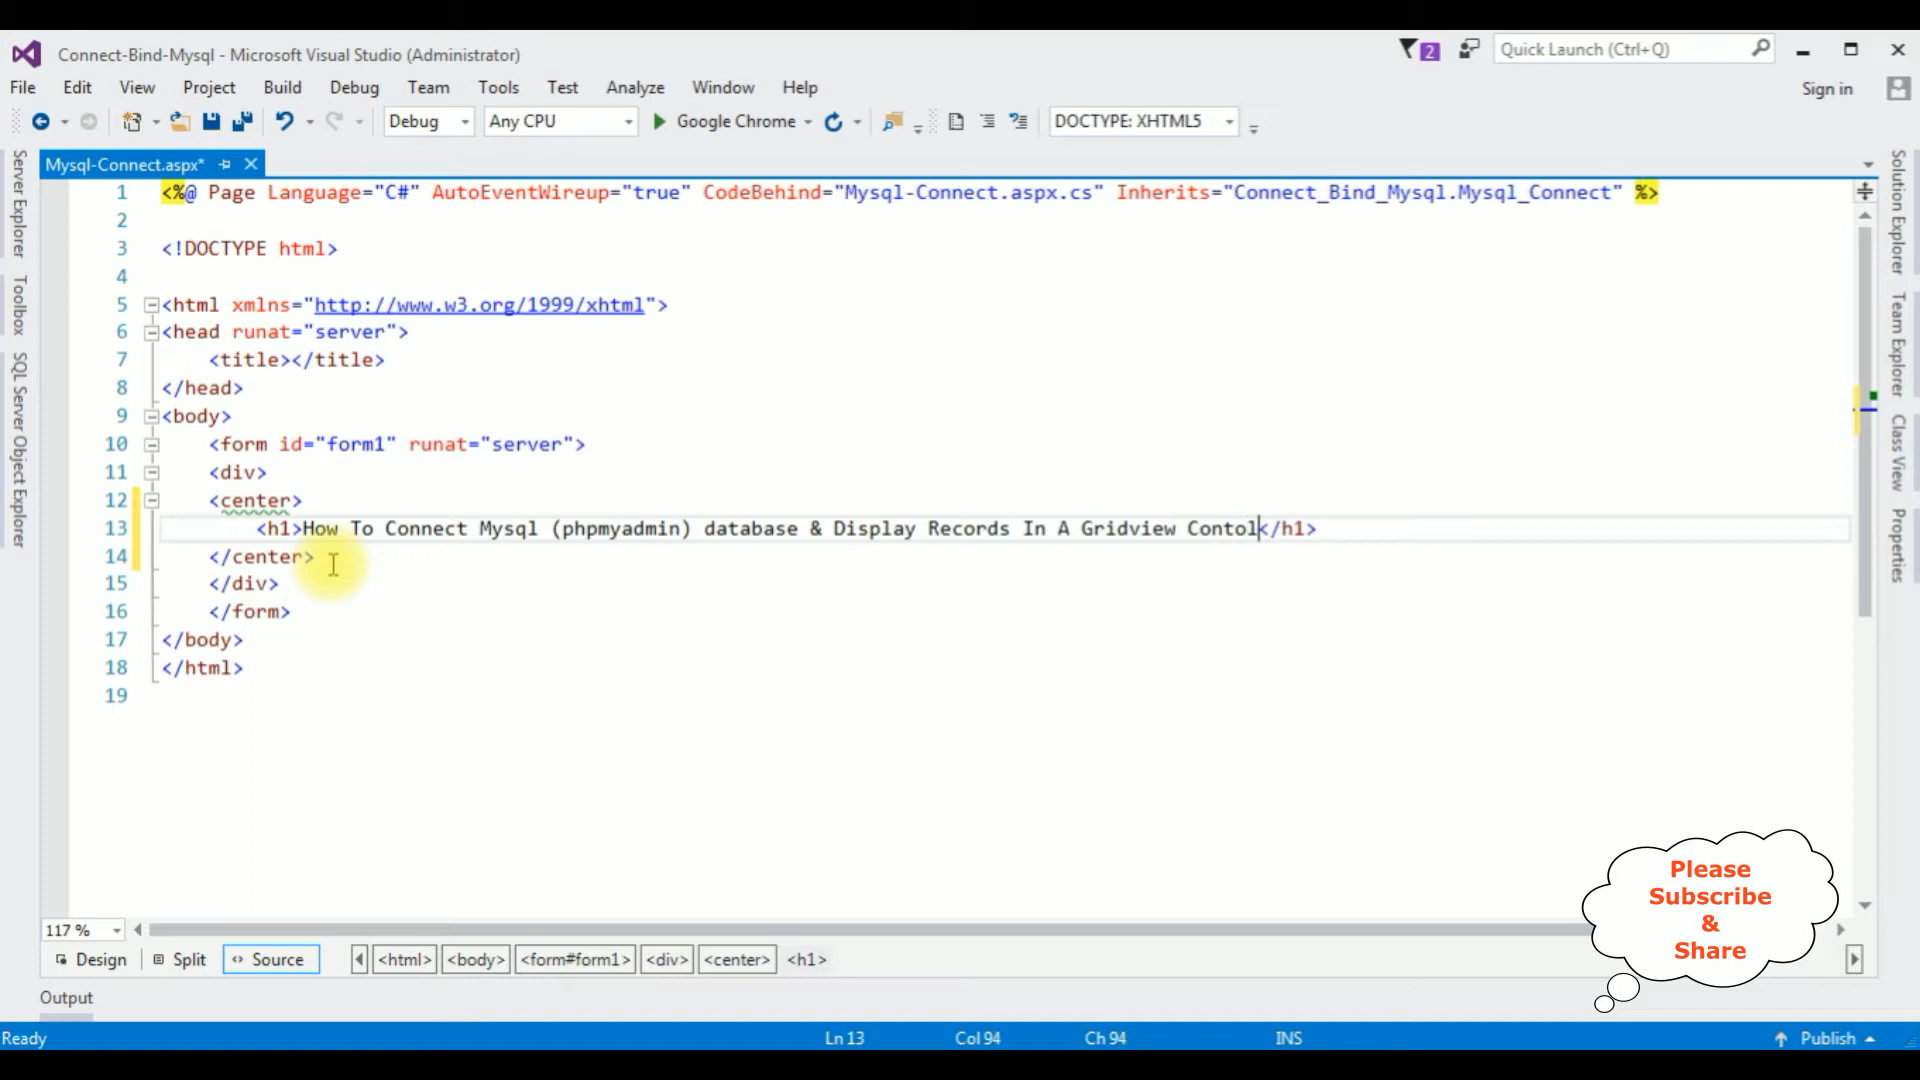 Connect-Bind-Mysql - Microsoft Visual Studio (Administrator)
2
Quick Launch (Ctrl+Q)
File Edit View Project Build Debug Team Tools Test Analyze Window Help
Sign in
Debug Any CPU Google Chrome DOCTYPE: XHTML5
Mysql-Connect.aspx*
1 <%@ Page Language="C#" AutoEventWireup="true" CodeBehind="Mysql-Connect.aspx.cs" Inherits="Connect_Bind_Mysql.Mysql_Connect" %>
2
3 <!DOCTYPE html>
4
5 <html xmlns="http://www.w3.org/1999/xhtml">
6 <head runat="server">
7 <title></title>
8 </head>
9 <body>
10 <form id="form1" runat="server">
11 <div>
12 <center>
13 <h1>How To Connect Mysql (phpmyadmin) database & Display Records In A Gridview Contol</h1>
14 </center>
15 </div>
16 </form>
17 </body>
18 </html>
19
Server Explorer
Toolbox
SQL Server Object Explorer
Solution Explorer
Team Explorer
Class View
Properties
Please
Subscribe
&
Share
117 %
Design Split Source <html> <body> <form#form1> <div> <center> <h1>
Output
Ready Ln 13 Col 94 Ch 94 INS Publish